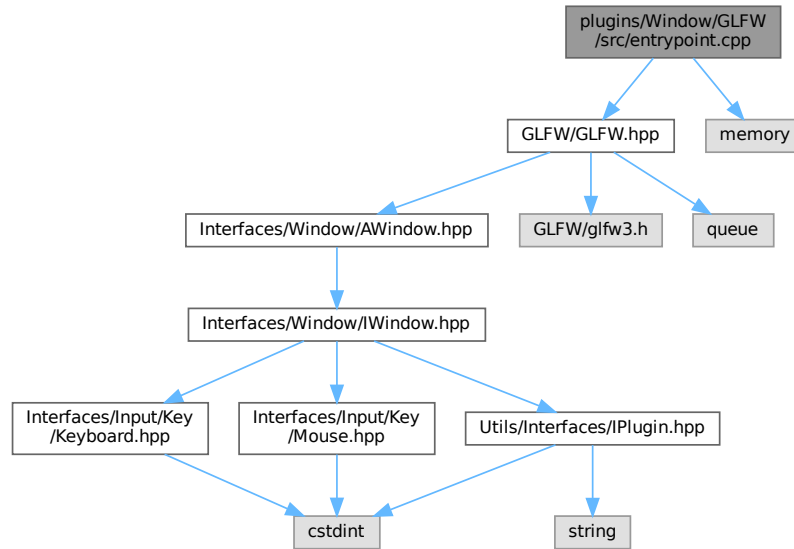 plugins/Window/GLFW
/src/entrypoint.cpp
GLFW/GLFW.hpp
memory
Interfaces/Window/AWindow.hpp
GLFW/glfw3.h
queue
Interfaces/Window/IWindow.hpp
Interfaces/Input/Key
/Keyboard.hpp
Interfaces/Input/Key
/Mouse.hpp
Utils/Interfaces/IPlugin.hpp
cstdint
string